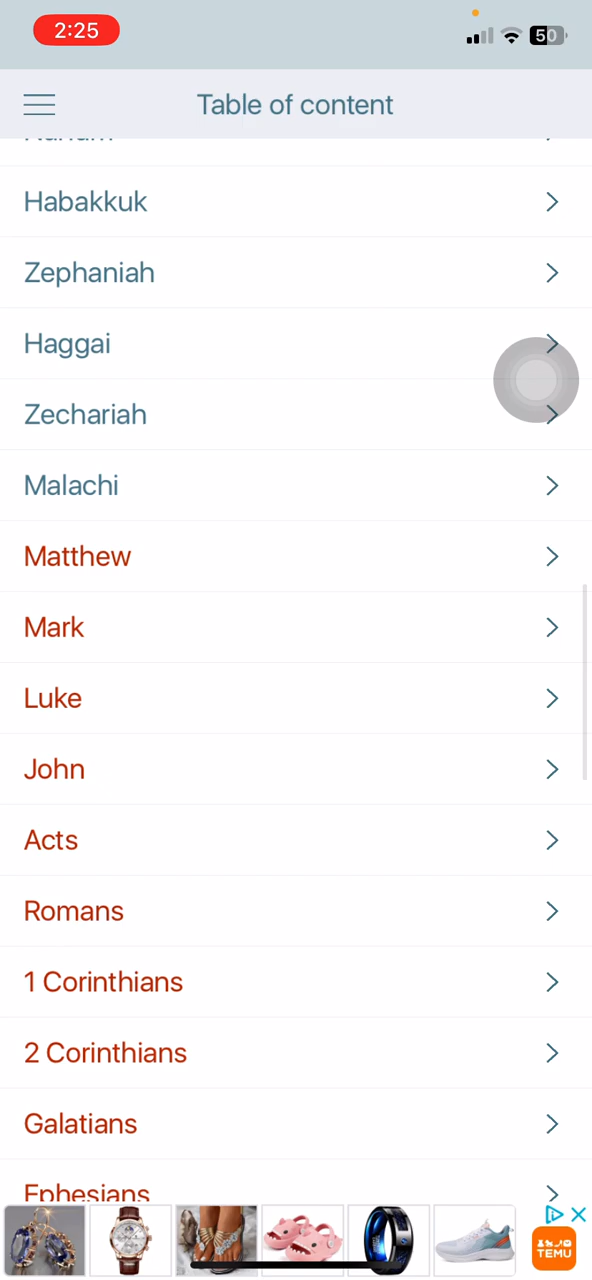 2:25
50
Table of content
Habakkuk
Zephaniah
Haggai
Zechariah
Malachi
Matthew
Mark
Luke
John
Acts
Romans
1 Corinthians
2 Corinthians
Galatians
Ephesians
TEMU